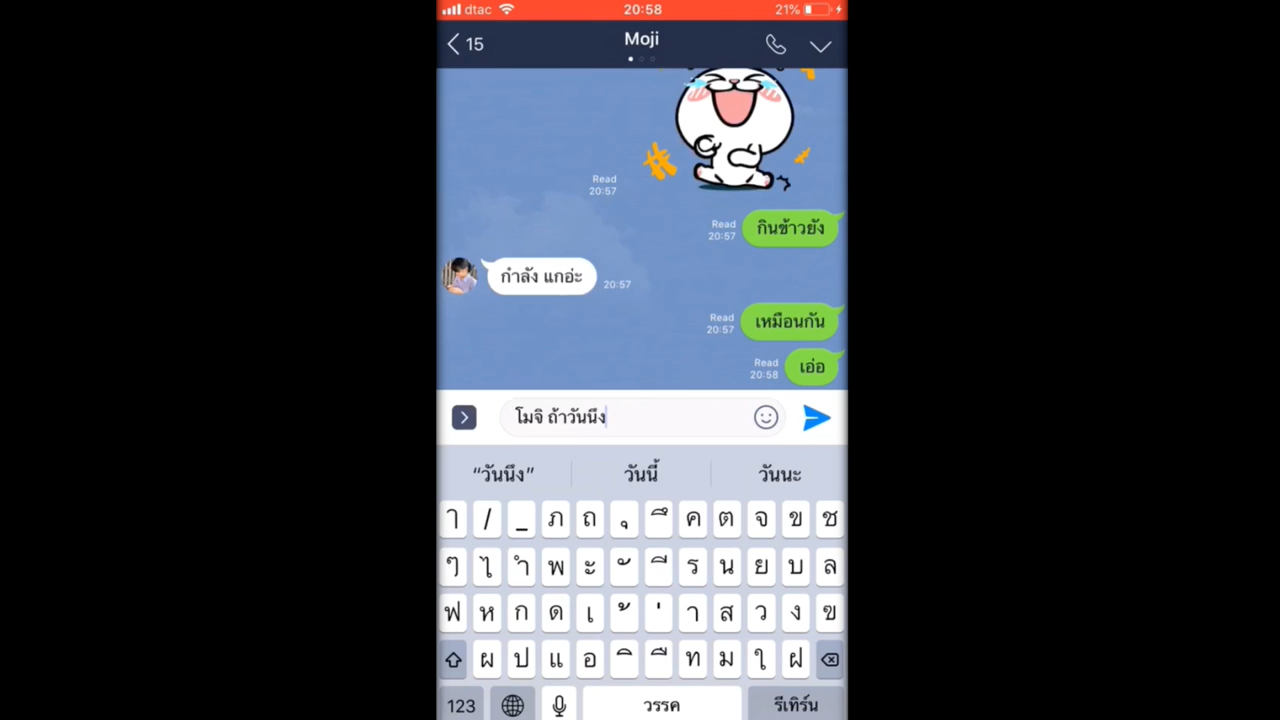 dtac 20:58 21%
15 Moji
Read
20:57
Read
20:57
กินข้าวยัง
กำลัง แกอ่ะ
20:57
Read
20:57
เหมือนกัน
Read
20:58
เอ่อ
โมจิ ถ้าวันนึง
“วันนึง” วันนี้ วันนะ
ๅ / _ ภ ถ ุ ึ ค ต จ ข ช
ๆ ไ ำ พ ะ ั ี ร น ย บ ล
ฟ ห ก ด เ ้ ่ า ส ว ง ฃ
ผ ป แ อ ิ ื ท ม ใ ฝ
123 วรรค รีเทิร์น